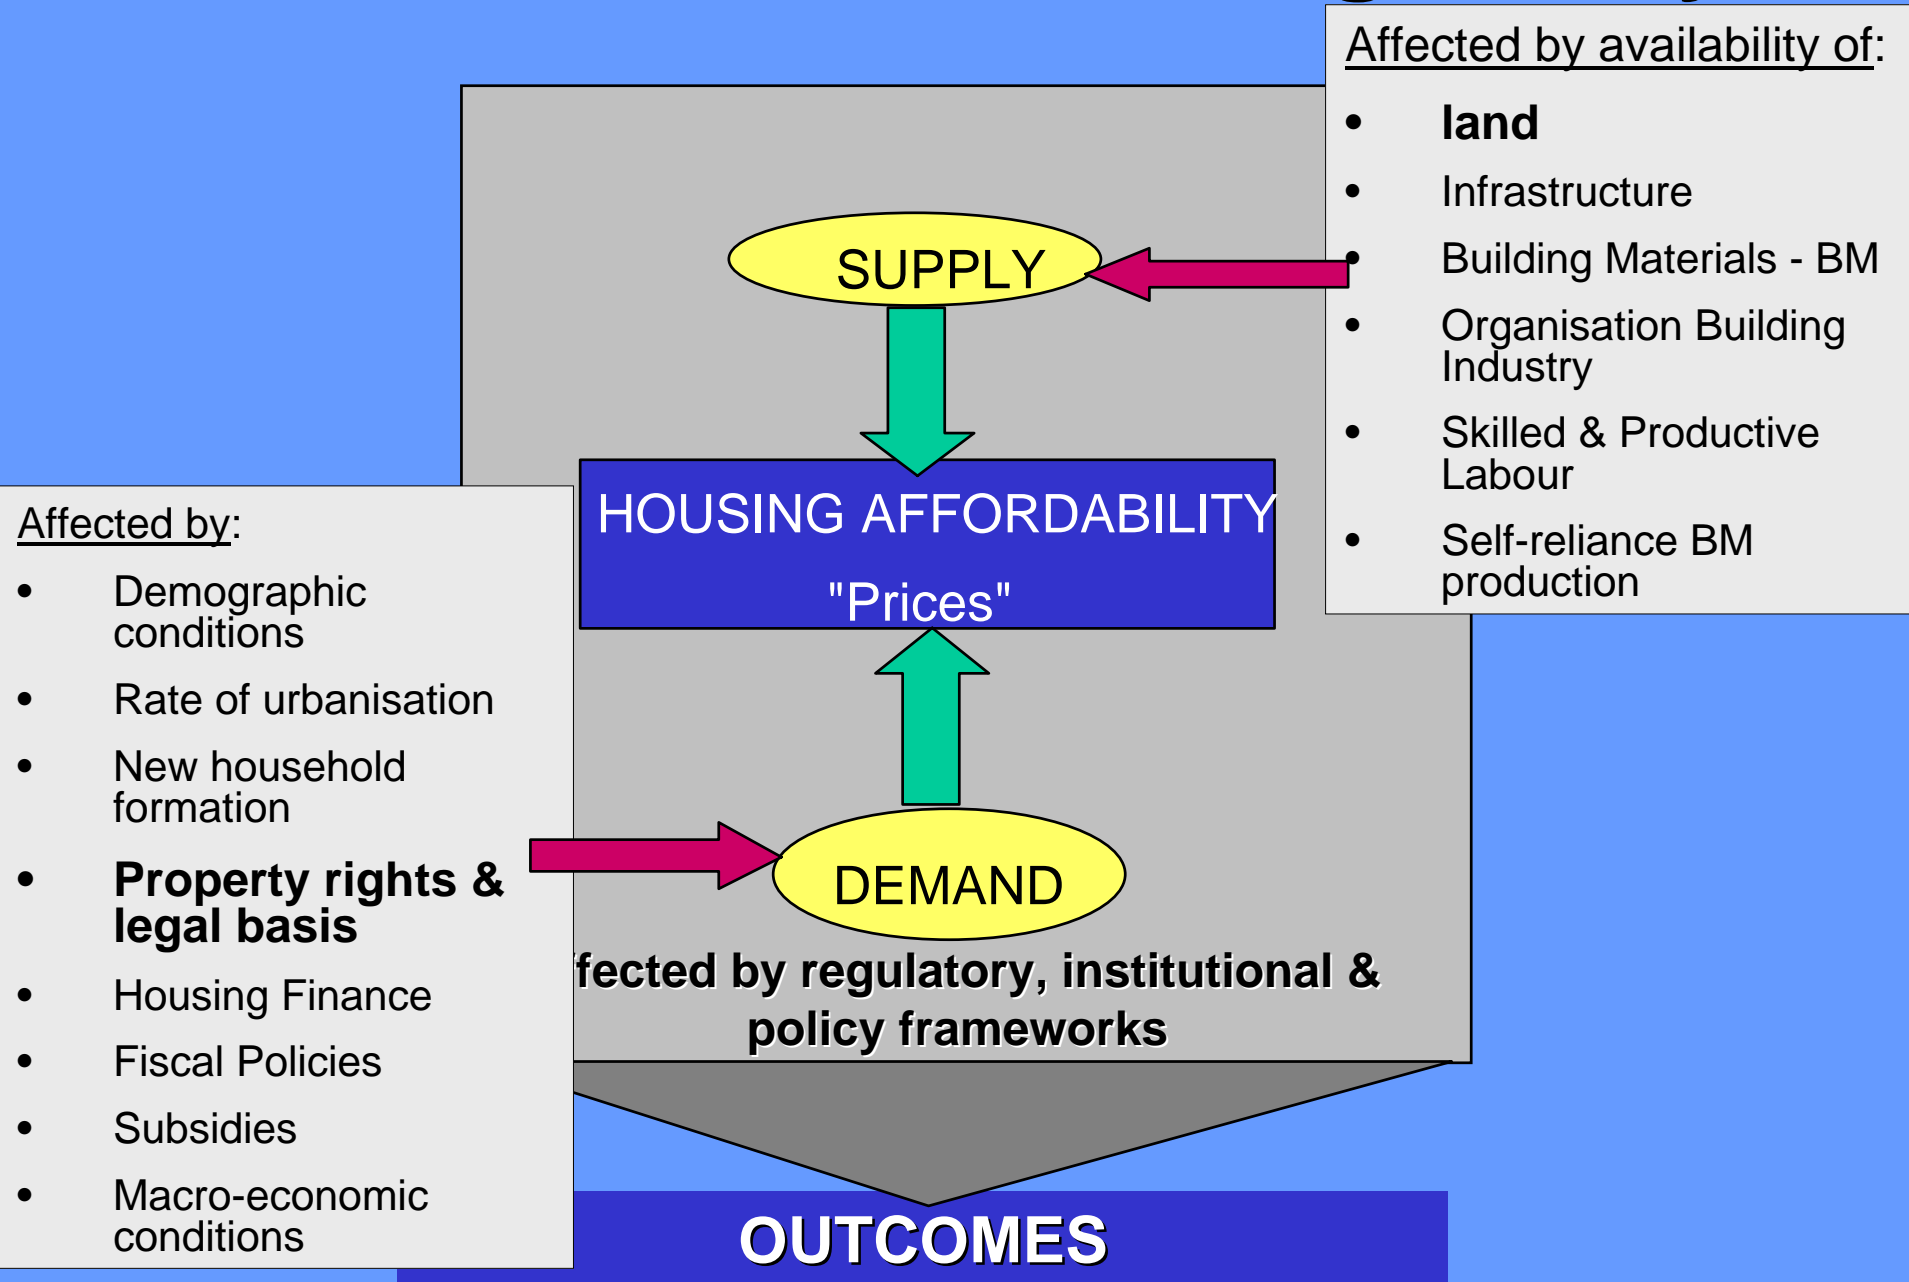 Affected by availability of:
• land
• Infrastructure
• Building Materials - BM
• Organisation Building
Industry
• Skilled & Productive
Labour
• Self-reliance BM
production
SUPPLY
HOUSING AFFORDABILITY
"Prices"
DEMAND
Affected by:
• Demographic
conditions
• Rate of urbanisation
• New household
formation
• Property rights &
legal basis
• Housing Finance
• Fiscal Policies
• Subsidies
• Macro-economic
conditions
ffected by regulatory, institutional &
policy frameworks
OUTCOMES